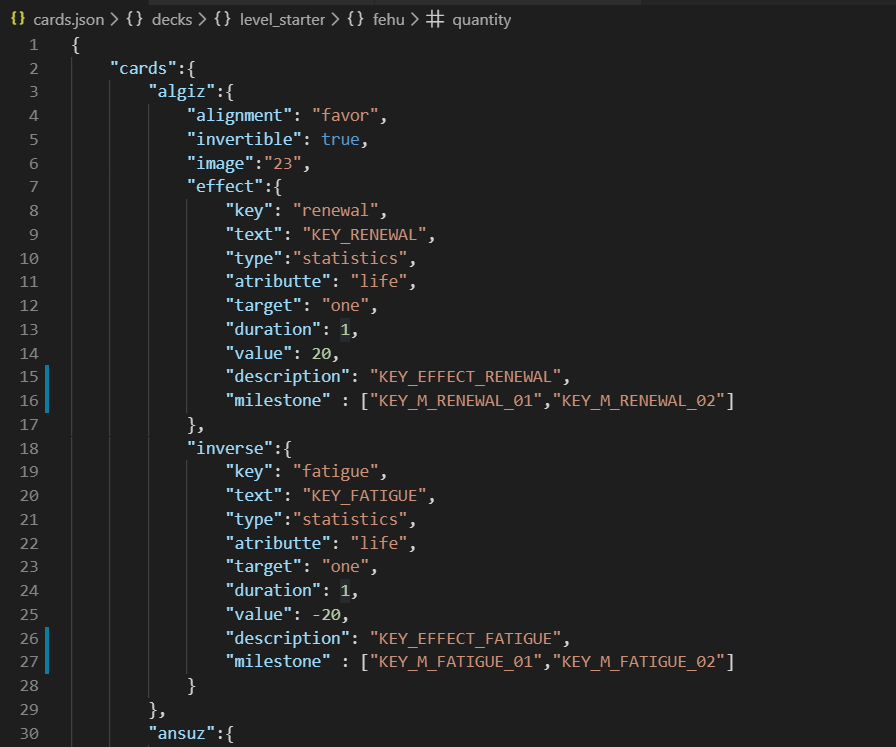 {} cards.json > {} decks > {} level_starter > {} fehu > # quantity
1 {
2 "cards":{
3 "algiz":{
4 "alignment": "favor",
5 "invertible": true,
6 "image":"23",
7 "effect":{
8 "key": "renewal",
9 "text": "KEY_RENEWAL",
10 "type":"statistics",
11 "atributte": "life",
12 "target": "one",
13 "duration": 1,
14 "value": 20,
15 "description": "KEY_EFFECT_RENEWAL",
16 "milestone" : ["KEY_M_RENEWAL_01","KEY_M_RENEWAL_02"]
17 },
18 "inverse":{
19 "key": "fatigue",
20 "text": "KEY_FATIGUE",
21 "type":"statistics",
22 "atributte": "life",
23 "target": "one",
24 "duration": 1,
25 "value": -20,
26 "description": "KEY_EFFECT_FATIGUE",
27 "milestone" : ["KEY_M_FATIGUE_01","KEY_M_FATIGUE_02"]
28 }
29 },
30 "ansuz":{